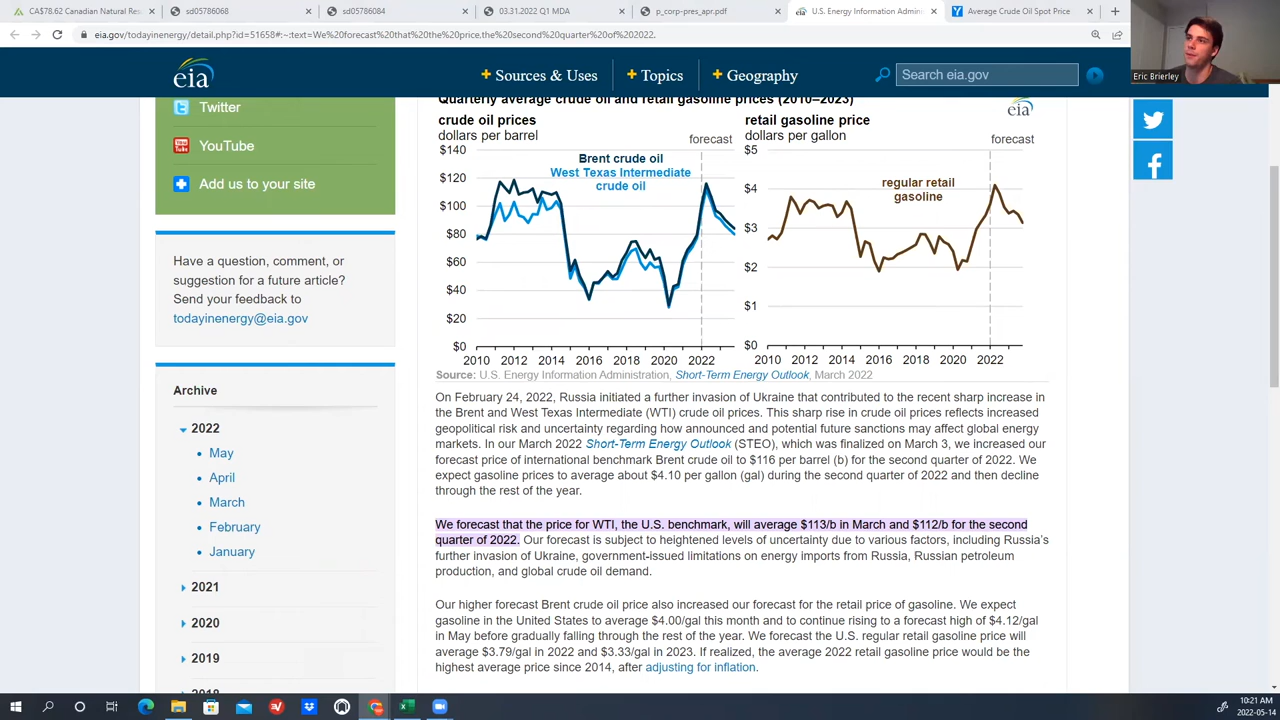 CA$78.62 Canadian Natural Res
sd05786068
sd05786084
03.31.2022 Q1 MDA
p_corp-pres_apr.pdf
U.S. Energy Information Admin
Average Crude Oil Spot Price
eia.gov/todayinenergy/detail.php?id=51658#:~:text=We%20forecast%20that%20the%20price,the%20second%20quarter%20of%202022.
Eric Brierley
eia
Sources & Uses
Topics
Geography
Search eia.gov
Twitter
YouTube
Add us to your site
Have a question, comment, or
suggestion for a future article?
Send your feedback to
todayinenergy@eia.gov
Archive
2022
May
April
March
February
January
2021
2020
2019
2018
Quarterly average crude oil and retail gasoline prices (2010–2023)
eia
crude oil prices
dollars per barrel
forecast
$140
$120
$100
$80
$60
$40
$20
$0
Brent crude oil
West Texas Intermediate
crude oil
2010 2012 2014 2016 2018 2020 2022
retail gasoline price
dollars per gallon
forecast
$5
$4
$3
$2
$1
$0
regular retail
gasoline
2010 2012 2014 2016 2018 2020 2022
Source: U.S. Energy Information Administration, Short-Term Energy Outlook, March 2022
On February 24, 2022, Russia initiated a further invasion of Ukraine that contributed to the recent sharp increase in
the Brent and West Texas Intermediate (WTI) crude oil prices. This sharp rise in crude oil prices reflects increased
geopolitical risk and uncertainty regarding how announced and potential future sanctions may affect global energy
markets. In our March 2022 Short-Term Energy Outlook (STEO), which was finalized on March 3, we increased our
forecast price of international benchmark Brent crude oil to $116 per barrel (b) for the second quarter of 2022. We
expect gasoline prices to average about $4.10 per gallon (gal) during the second quarter of 2022 and then decline
through the rest of the year.
We forecast that the price for WTI, the U.S. benchmark, will average $113/b in March and $112/b for the second
quarter of 2022. Our forecast is subject to heightened levels of uncertainty due to various factors, including Russia's
further invasion of Ukraine, government-issued limitations on energy imports from Russia, Russian petroleum
production, and global crude oil demand.
Our higher forecast Brent crude oil price also increased our forecast for the retail price of gasoline. We expect
gasoline in the United States to average $4.00/gal this month and to continue rising to a forecast high of $4.12/gal
in May before gradually falling through the rest of the year. We forecast the U.S. regular retail gasoline price will
average $3.79/gal in 2022 and $3.33/gal in 2023. If realized, the average 2022 retail gasoline price would be the
highest average price since 2014, after adjusting for inflation.
10:21 AM
2022-05-14